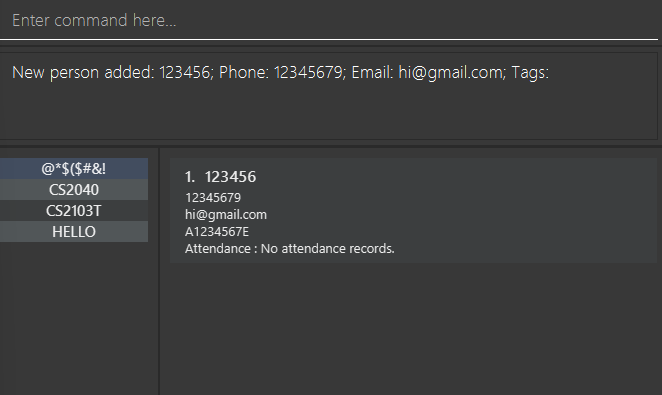 Enter command here...
New person added: 123456; Phone: 12345679; Email: hi@gmail.com; Tags:
@*$($#&!
CS2040
CS2103T
HELLO
1. 123456
12345679
hi@gmail.com
A1234567E
Attendance : No attendance records.